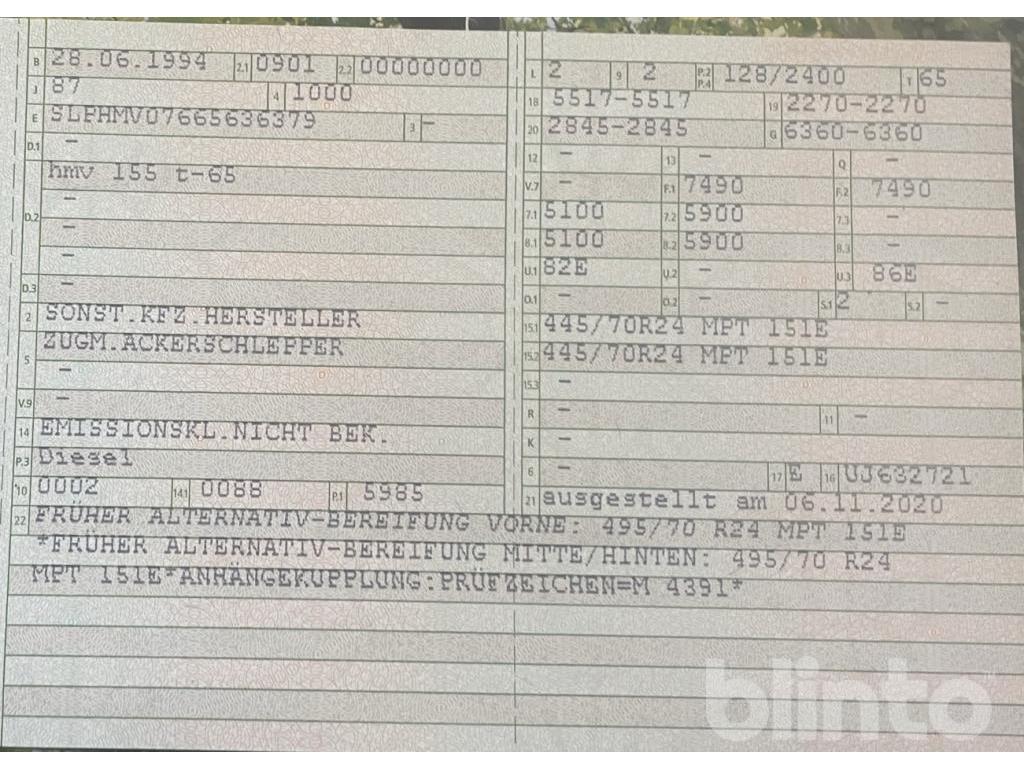 B 28.06.1994 2.1 0901 2.2 00000000
J 87 4 1000
E SLPHMV07665636379 3 –
D.1 –
D.2 hmv 155 t-65
–
–
–
D.3 –
2 SONST.KFZ.HERSTELLER
5 ZUGM.ACKERSCHLEPPER
–
V.9 –
14 EMISSIONSKL.NICHT BEK.
P.3 Diesel
10 0002 14.1 0088 P.1 5985
L 2 9 2 P.2 P.4 128/2400 T 65
18 5517-5517 19 2270-2270
20 2845-2845 G 6360-6360
12 – 13 – Q –
V.7 – F.1 7490 F.2 7490
7.1 5100 7.2 5900 7.3 –
8.1 5100 8.2 5900 8.3 –
U.1 82E U.2 – U.3 86E
O.1 – O.2 – S.1 2 S.2 –
15.1 445/70R24 MPT 151E
15.2 445/70R24 MPT 151E
15.3 –
R – 11 –
K –
6 – 17 E 16 UJ632721
21 ausgestellt am 06.11.2020
22 FRÜHER ALTERNATIV-BEREIFUNG VORNE: 495/70 R24 MPT 151E
*FRÜHER ALTERNATIV-BEREIFUNG MITTE/HINTEN: 495/70 R24
MPT 151E*ANHÄNGEKUPPLUNG:PRÜFZEICHEN=M 4391*
blinto